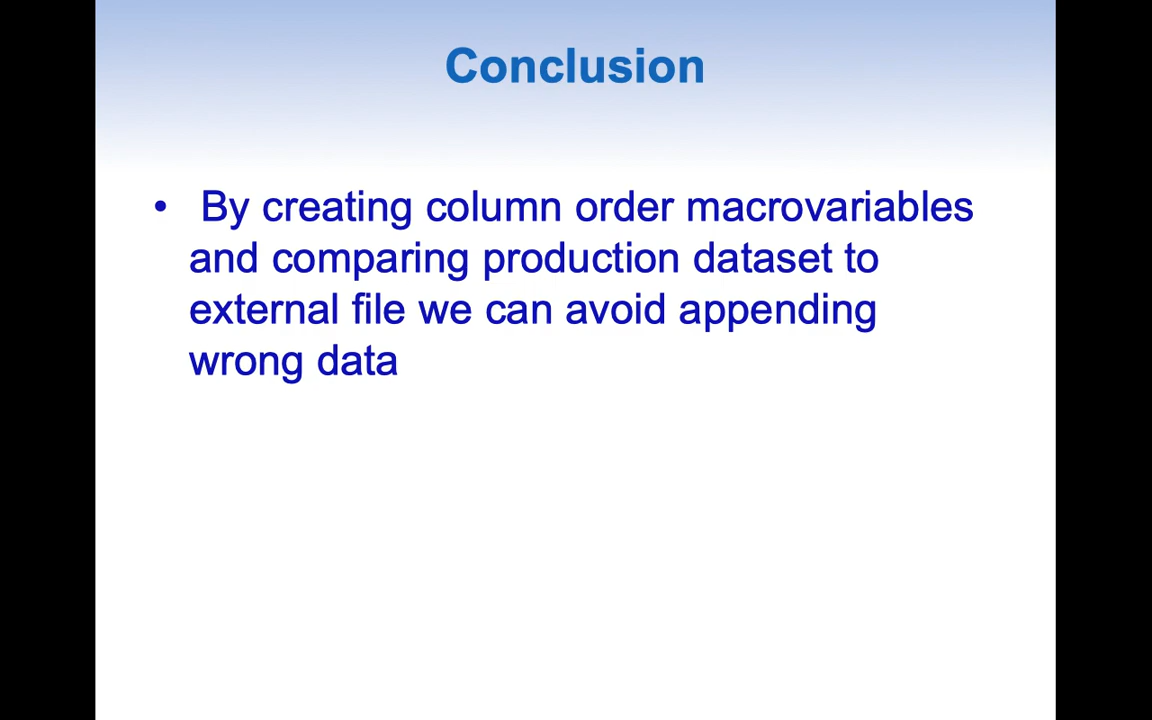 Conclusion
• By creating column order macrovariables
and comparing production dataset to
external file we can avoid appending
wrong data